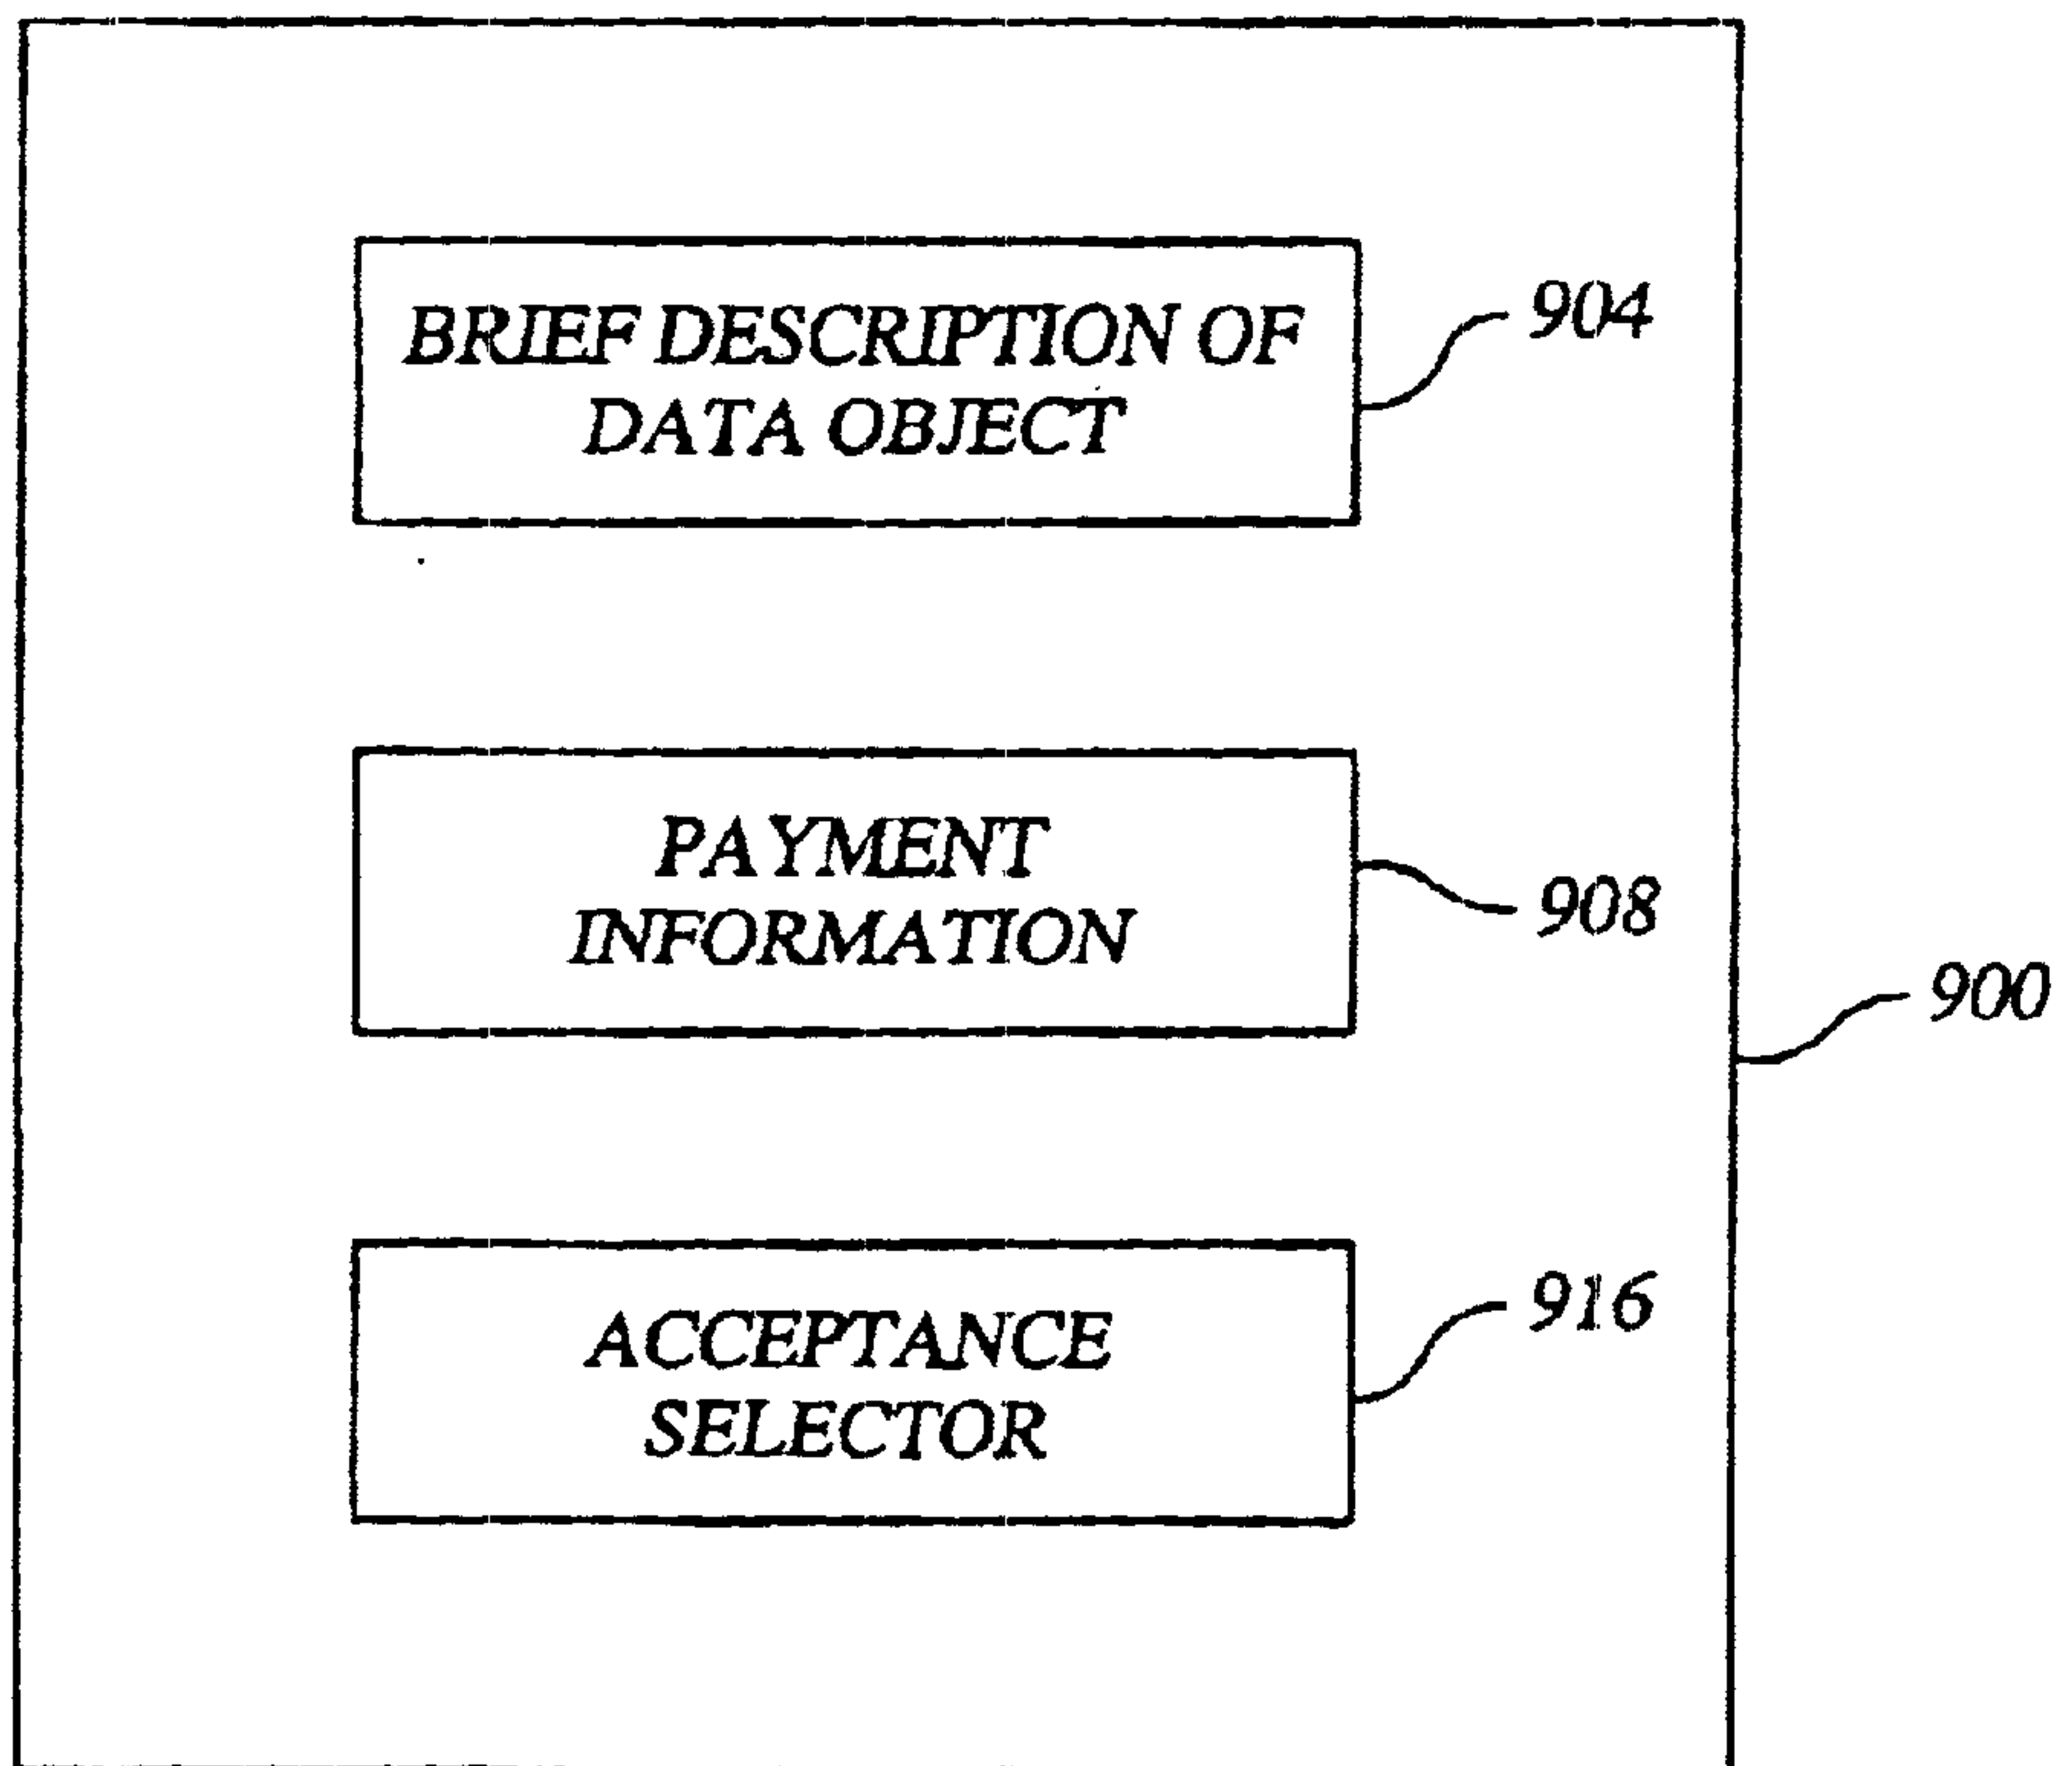 BRIEF DESCRIPTION OF
DATA OBJECT
904
PAYMENT
INFORMATION
908
900
ACCEPTANCE
SELECTOR
916